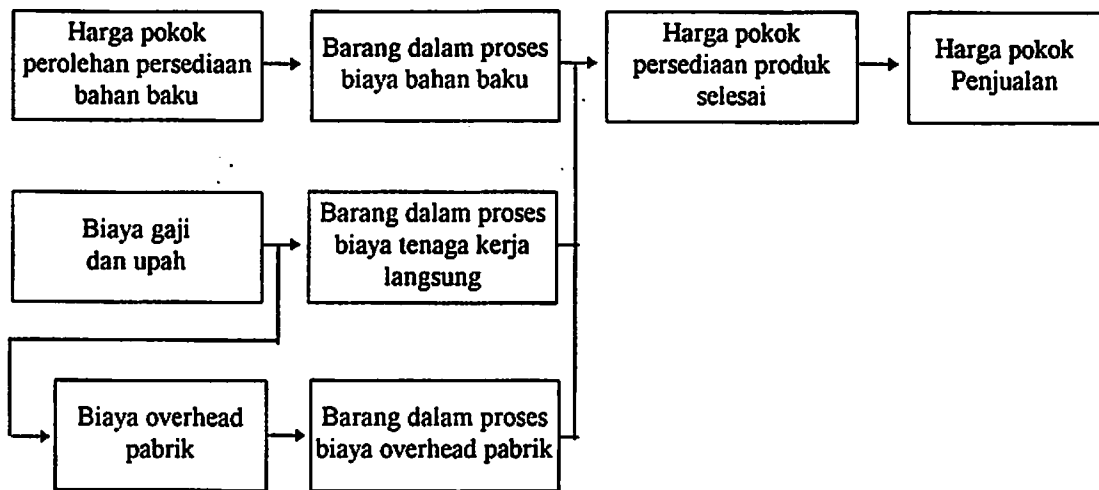 Harga pokok
perolehan persediaan
bahan baku
Barang dalam proses
biaya bahan baku
Harga pokok
persediaan produk
selesai
Harga pokok
Penjualan
Biaya gaji
dan upah
Barang dalam proses
biaya tenaga kerja
langsung
Biaya overhead
pabrik
Barang dalam proses
biaya overhead pabrik